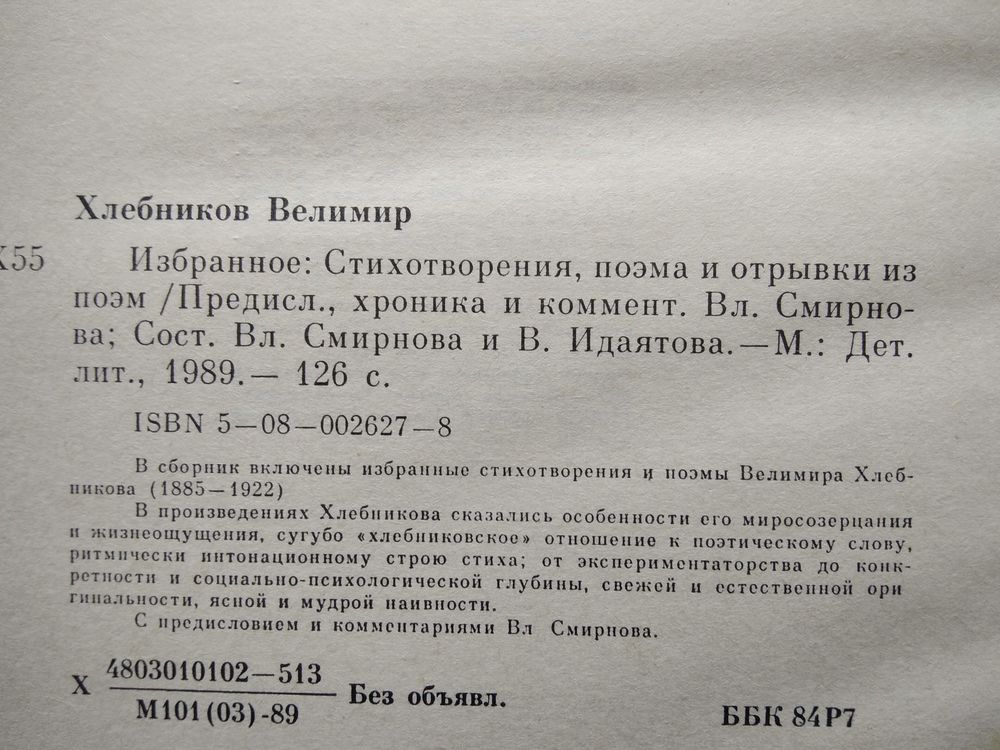 Хлебников Велимир
Х55 Избранное: Стихотворения, поэма и отрывки из
поэм /Предисл., хроника и коммент. Вл. Смирно-
ва; Сост. Вл. Смирнова и В. Идаятова.—М.: Дет.
лит., 1989.— 126 с.
ISBN 5—08—002627—8
В сборник включены избранные стихотворения и поэмы Велимира Хлеб-
никова (1885—1922)
В произведениях Хлебникова сказались особенности его миросозерцания
и жизнеощущения, сугубо «хлебниковское» отношение к поэтическому слову,
ритмически интонационному строю стиха; от экспериментаторства до конк-
ретности и социально-психологической глубины, свежей и естественной ори
гинальности, ясной и мудрой наивности.
С предисловием и комментариями Вл Смирнова.
Х 4803010102—513
М101(03)-89
Без объявл.
ББК 84Р7